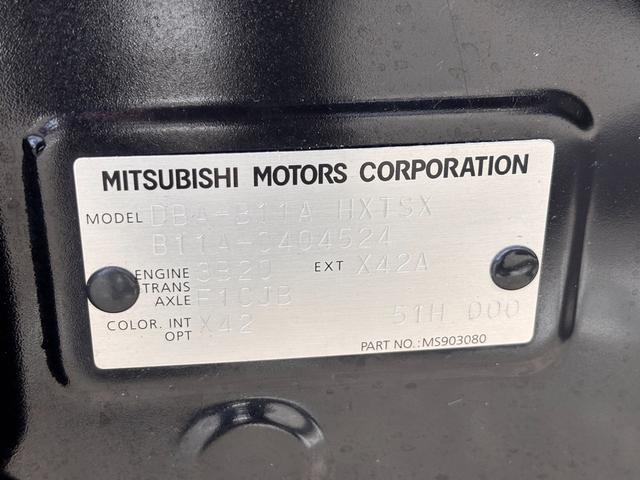 MITSUBISHI MOTORS CORPORATION
MODEL DBA-B11A HXTSX
B11A-0404524
ENGINE 3B20 EXT X42A
TRANS
AXLE F1CJB
COLOR. INT X42 51H 000
OPT
PART NO.: MS903080